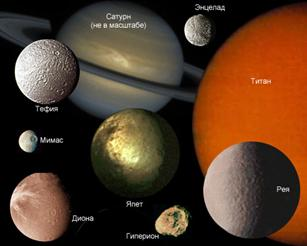 Сатурн
(не в масштабе)
Энцелад
Титан
Тефия
Мимас
Япет
Рея
Диона
Гиперион